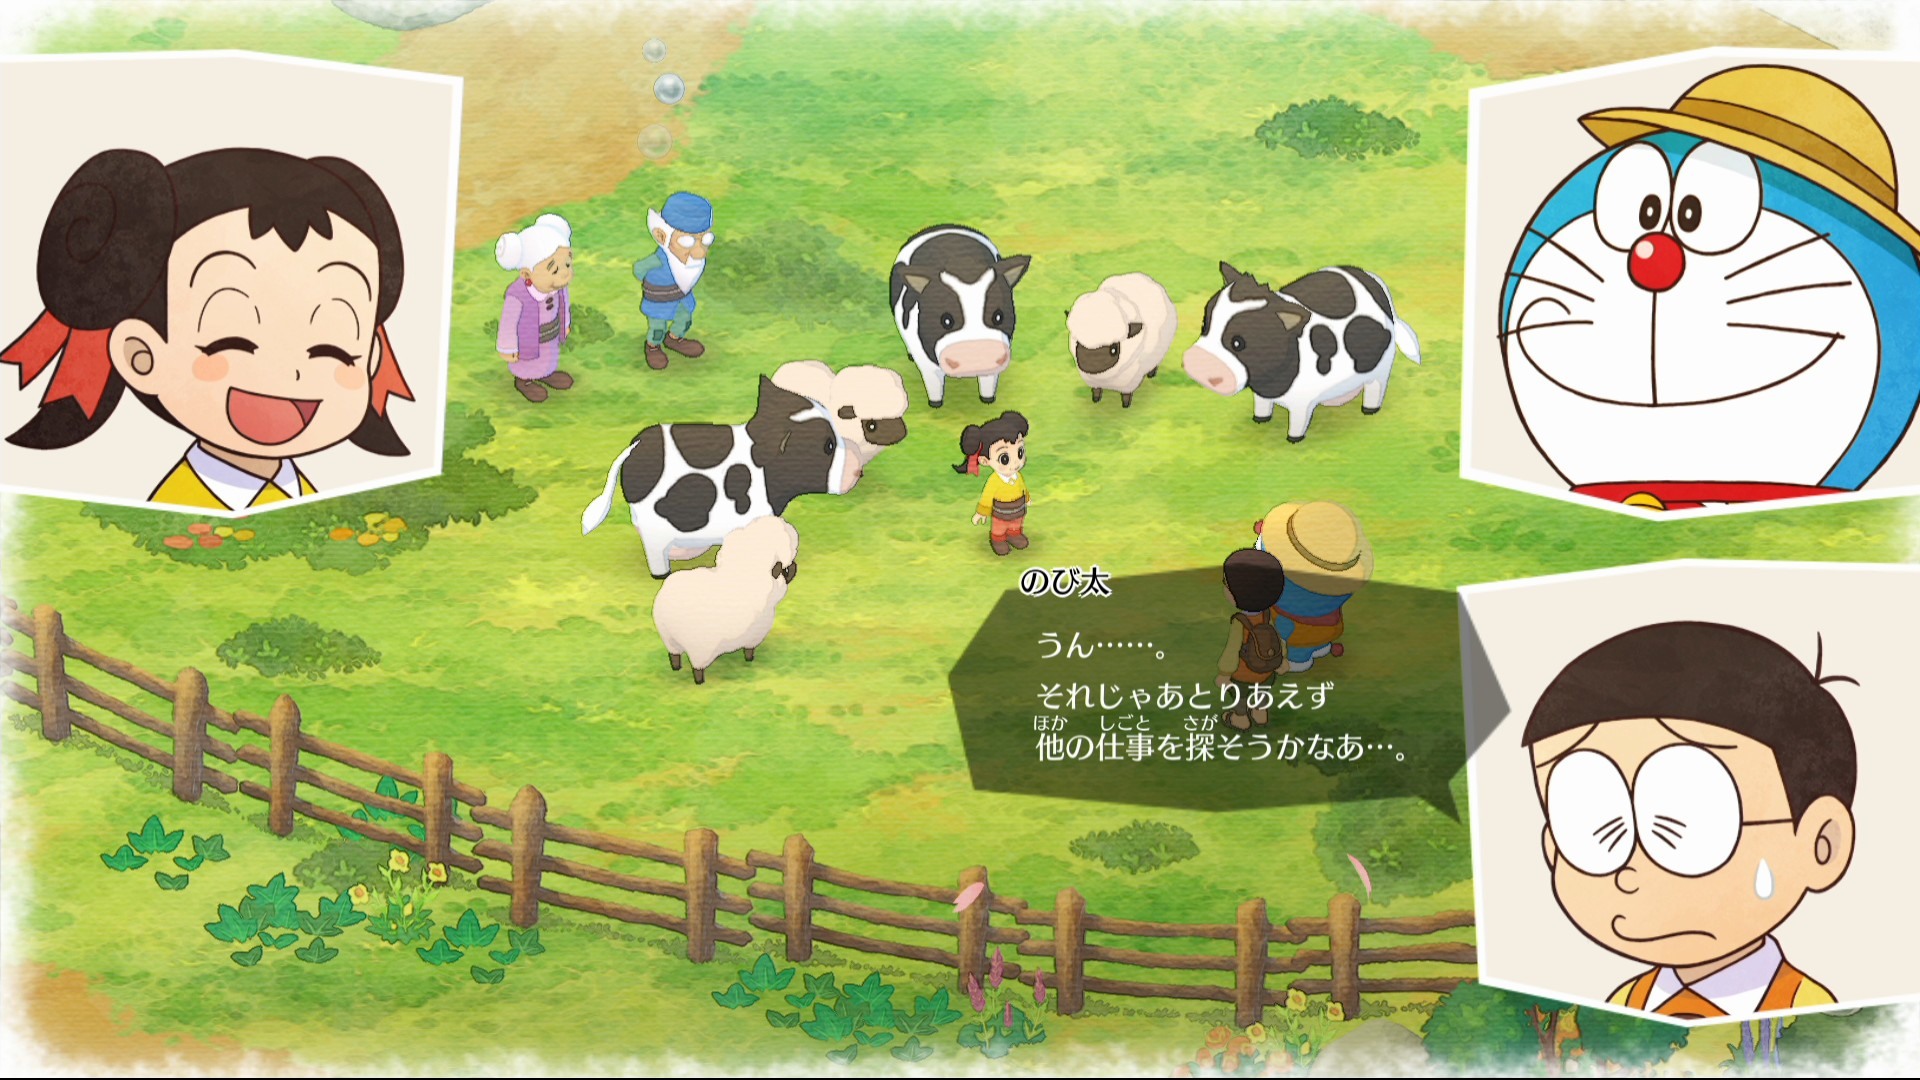 のび太
うん……。
それじゃあとりあえず
ほか しごと さが
他の仕事を探そうかなあ…。